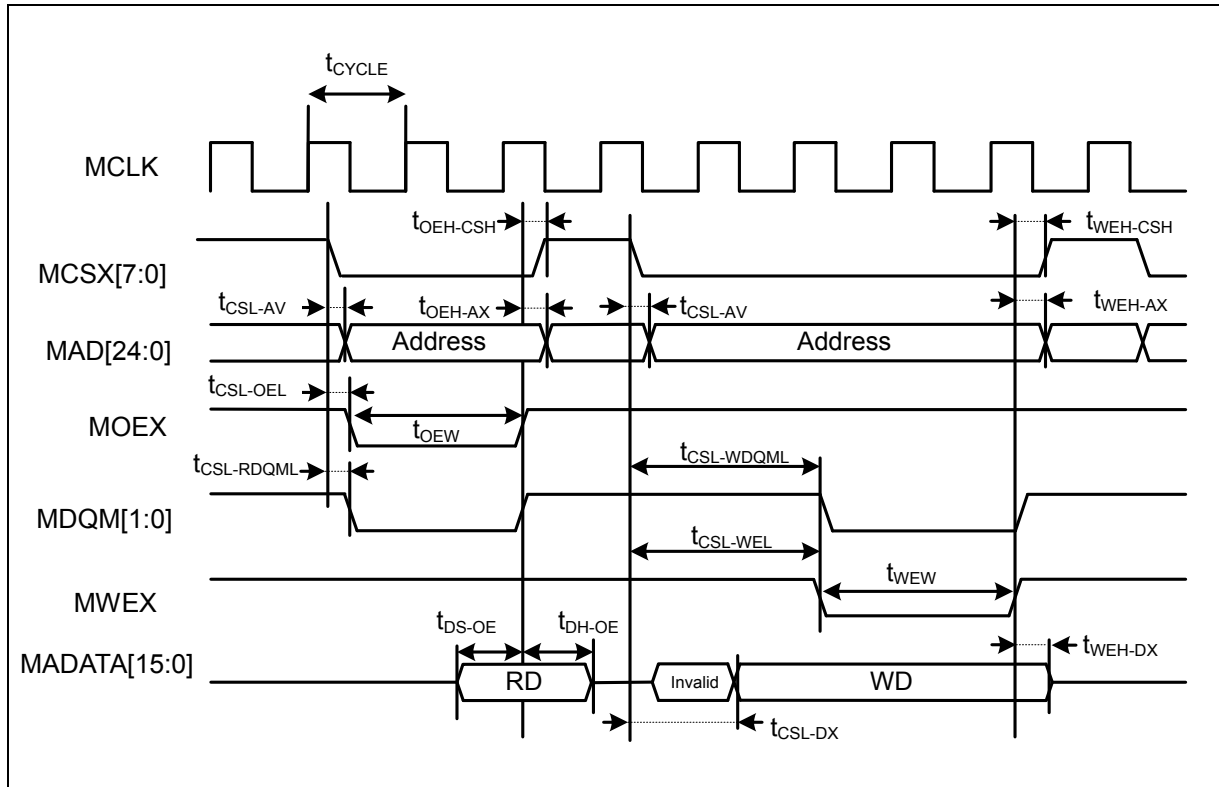 tCYCLE
MCLK
tOEH-CSH
tWEH-CSH
MCSX[7:0]
tCSL-AV
tOEH-AX
tCSL-AV
tWEH-AX
MAD[24:0]
Address
Address
tCSL-OEL
MOEX
tOEW
tCSL-RDQML
tCSL-WDQML
MDQM[1:0]
tCSL-WEL
tWEW
MWEX
tDS-OE
tDH-OE
tWEH-DX
MADATA[15:0]
RD
Invalid
WD
tCSL-DX